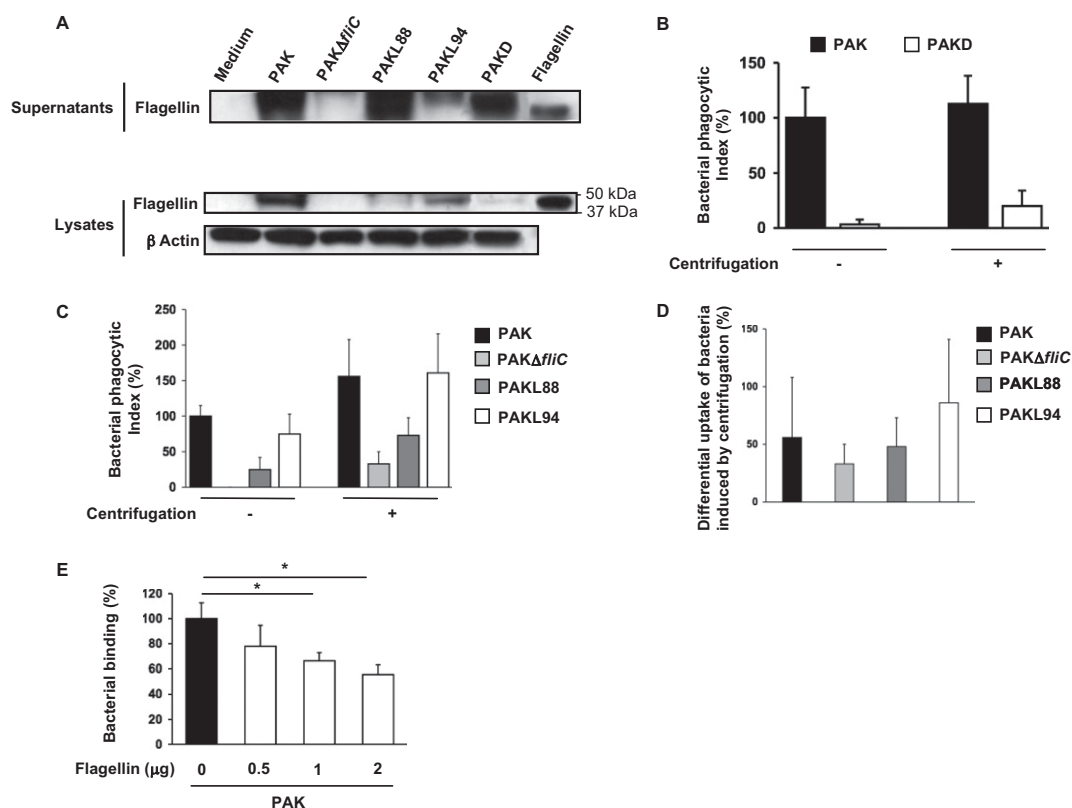 A
Medium
PAK
PAKΔfliC
PAKL88
PAKL94
PAKD
Flagellin
Supernatants
Flagellin
Lysates
Flagellin
50 kDa
37 kDa
β Actin
B
PAK
PAKD
Bacterial phagocytic
Index (%)
150
100
50
0
Centrifugation
-
+
C
Bacterial phagocytic
Index (%)
250
200
150
100
50
0
PAK
PAKΔfliC
PAKL88
PAKL94
Centrifugation
-
+
D
Differential uptake of bacteria
induced by centrifugation (%)
150
100
50
0
PAK
PAKΔfliC
PAKL88
PAKL94
E
*
*
Bacterial binding (%)
120
100
80
60
40
20
0
Flagellin (μg) 0 0.5 1 2
PAK